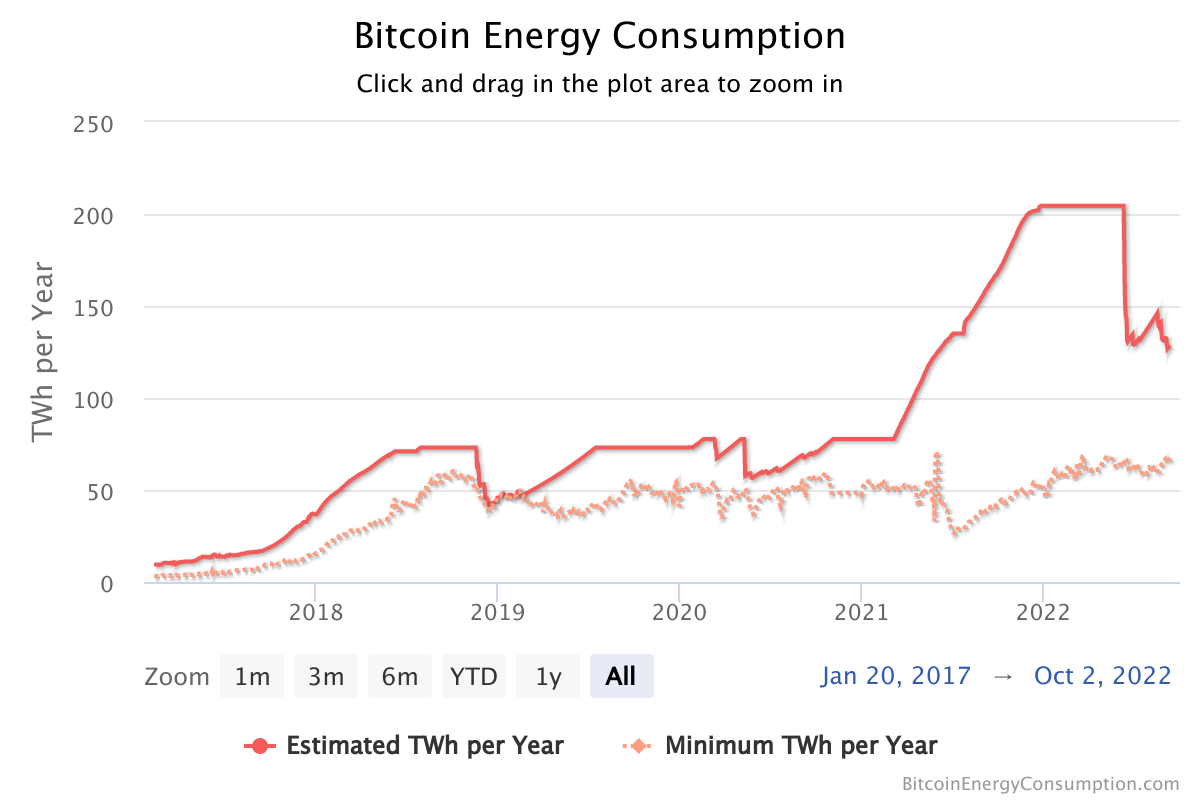 Bitcoin Energy Consumption
Click and drag in the plot area to zoom in
TWh per Year
250
200
150
100
50
0
2018 2019 2020 2021 2022
Zoom 1m 3m 6m YTD 1y All Jan 20, 2017 → Oct 2, 2022
Estimated TWh per Year Minimum TWh per Year
BitcoinEnergyConsumption.com